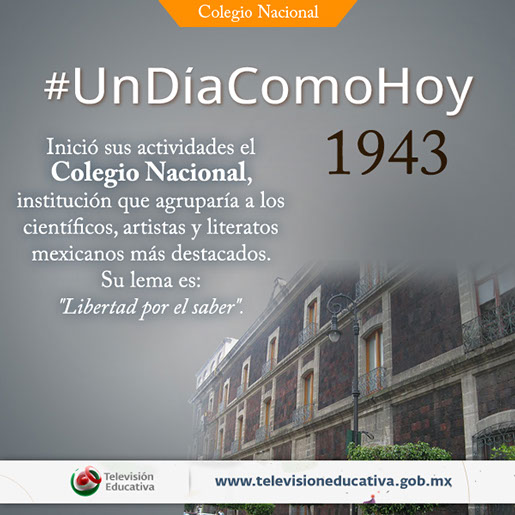 Colegio Nacional
#UnDíaComoHoy
1943
Inició sus actividades el
Colegio Nacional,
institución que agruparía a los
científicos, artistas y literatos
mexicanos más destacados.
Su lema es:
"Libertad por el saber".
Televisión
Educativa
www.televisioneducativa.gob.mx